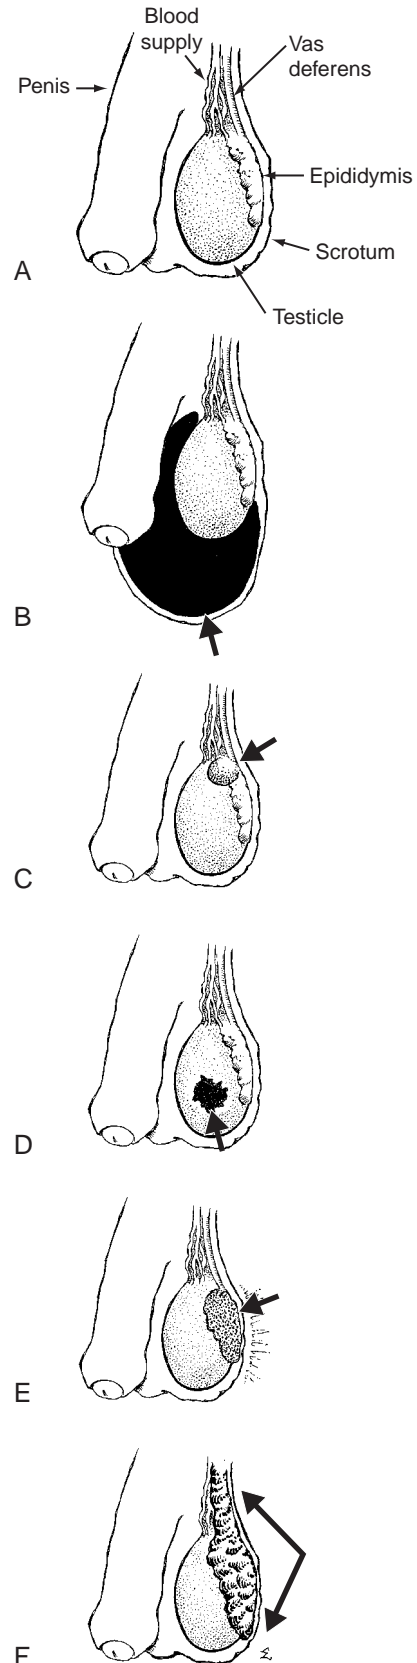 Blood
supply
Vas
deferens
Penis
Epididymis
Scrotum
A
Testicle
B
C
D
E
F